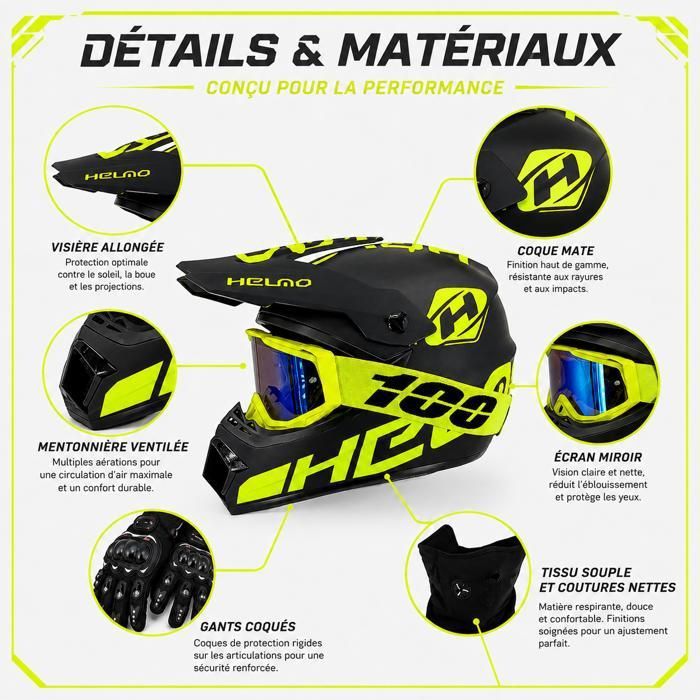 DÉTAILS & MATÉRIAUX
CONÇU POUR LA PERFORMANCE
HELMO
VISIÈRE ALLONGÉE
Protection optimale
contre le soleil, la boue
et les projections.
H
COQUE MATE
Finition haut de gamme,
résistante aux rayures
et aux impacts.
HELMO
H
100
HEL
MENTONNIÈRE VENTILÉE
Multiples aérations pour
une circulation d'air maximale
et un confort durable.
ÉCRAN MIROIR
Vision claire et nette,
réduit l'éblouissement
et protège les yeux.
GANTS COQUÉS
Coques de protection rigides
sur les articulations pour une
sécurité renforcée.
TISSU SOUPLE
ET COUTURES NETTES
Matière respirante, douce
et confortable. Finitions
soignées pour un ajustement
parfait.